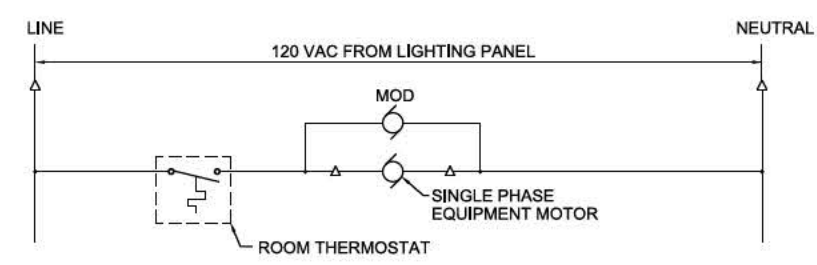 LINE
NEUTRAL
120 VAC FROM LIGHTING PANEL
MOD
SINGLE PHASE
EQUIPMENT MOTOR
ROOM THERMOSTAT